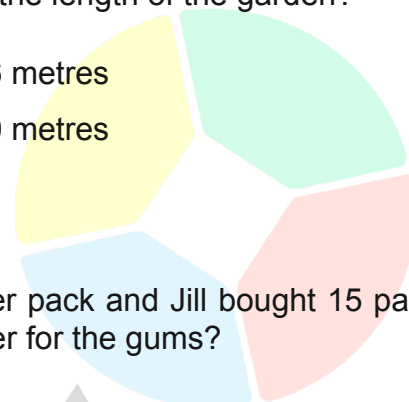 the length of the garden?
metres
metres
er pack and Jill bought 15 pa
er for the gums?